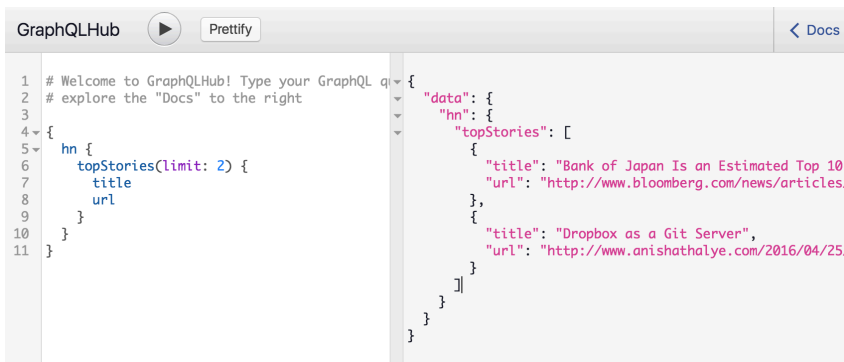 GraphQLHub Prettify Docs
1 # Welcome to GraphQLHub! Type your GraphQL
2 # explore the "Docs" to the right
3
4 {
5 hn {
6 topStories(limit: 2) {
7 title
8 url
9 }
10 }
11 }
{
"data": {
"hn": {
"topStories": [
{
"title": "Bank of Japan Is an Estimated Top 10
"url": "http://www.bloomberg.com/news/articles
},
{
"title": "Dropbox as a Git Server",
"url": "http://www.anishathalye.com/2016/04/25
}
]
}
}
}